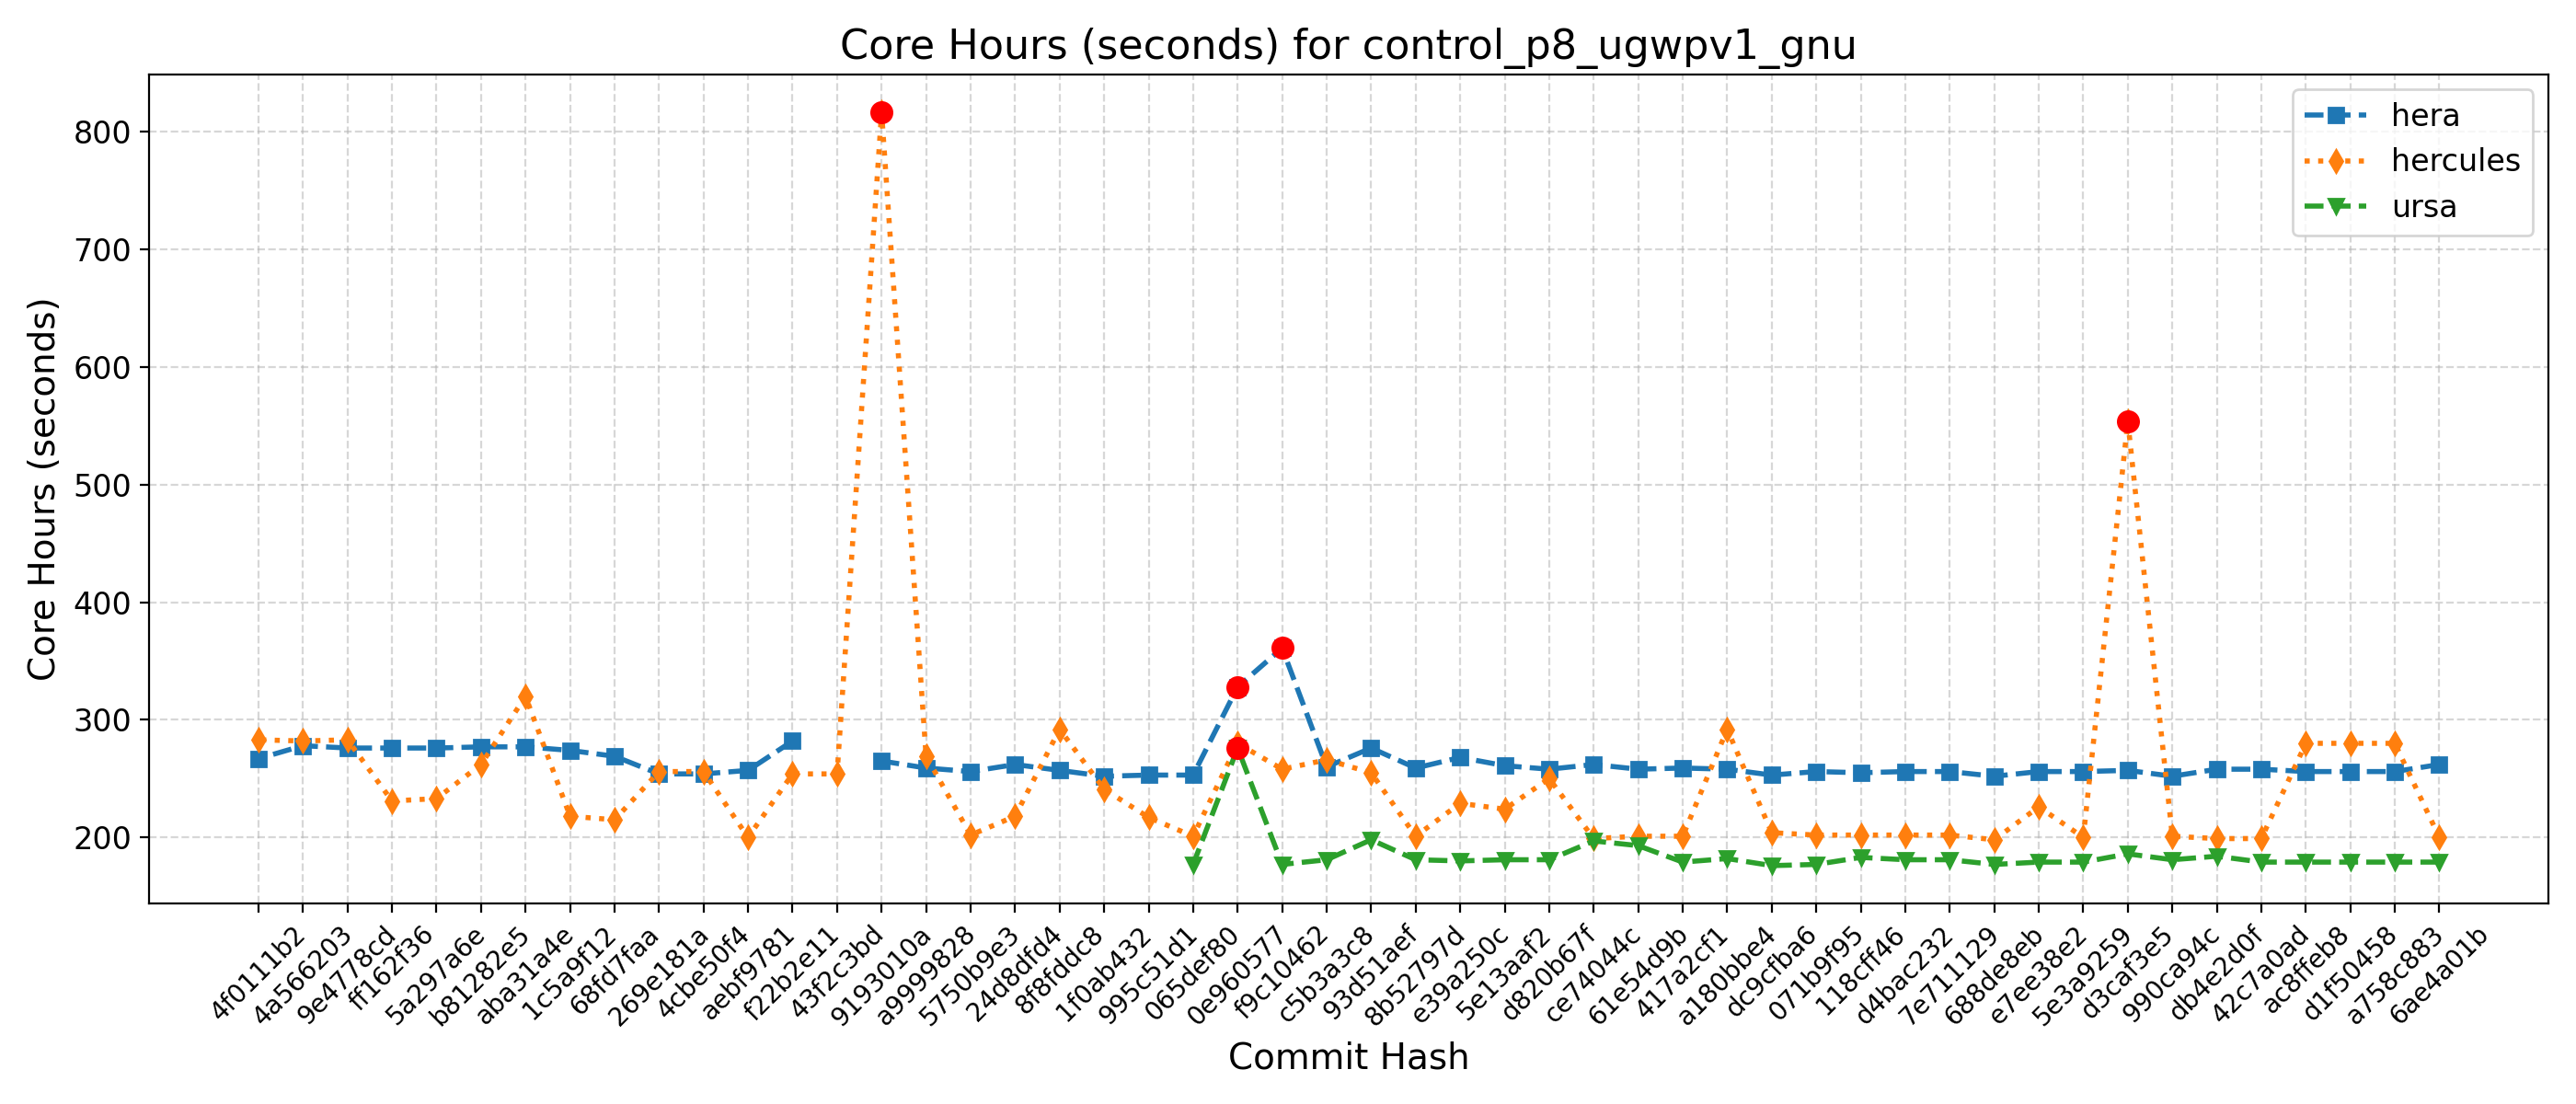 Core Hours (seconds) for control_p8_ugwpv1_gnu
Core Hours (seconds)
800
700
600
500
400
300
200
hera
hercules
ursa
4f0111b2
4a566203
9e4778cd
ff162f36
5a297a6e
b81282e5
aba31a4e
1c5a9f12
68fd7faa
269e181a
4cbe50f4
aebf9781
f22b2e11
43f2c3bd
9193010a
a9999828
5750b9e3
24d8dfd4
8f8fddc8
1f0ab432
995c51d1
065def80
0e960577
f9c10462
c5b3a3c8
93d51aef
8b52797d
e39a250c
5e13aaf2
d820b67f
ce74044c
61e54d9b
417a2cf1
a180bbe4
dc9cfba6
071b9f95
118cff46
d4bac232
7e711129
688de8eb
e7ee38e2
5e3a9259
d3caf3e5
990ca94c
db4e2d0f
42c7a0ad
ac8ffeb8
d1f50458
a758c883
6ae4a01b
Commit Hash